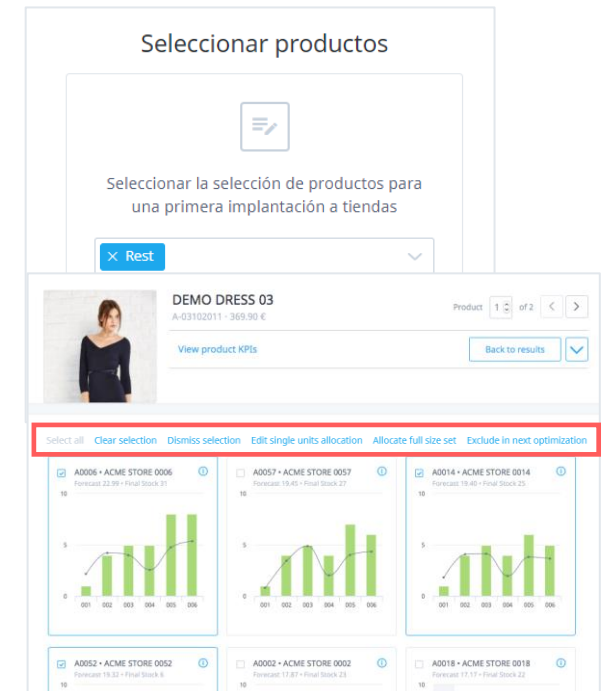 Seleccionar productos
Seleccionar la selección de productos para
una primera implantación a tiendas
× Rest
DEMO DRESS 03
A-03102011 - 369.90 €
Product 1 of 2
View product KPIs
Back to results
Select all Clear selection Dismiss selection Edit single units allocation Allocate full size set Exclude in next optimization
A0006 • ACME STORE 0006
Forecast 22.99 • Final Stock 31
10
5
0
001 002 003 004 005 006
A0057 • ACME STORE 0057
Forecast 19.45 • Final Stock 27
10
5
0
001 002 003 004 005 006
A0014 • ACME STORE 0014
Forecast 19.40 • Final Stock 25
10
5
0
001 002 003 004 005 006
A0052 • ACME STORE 0052
Forecast 19.32 • Final Stock 6
10
A0002 • ACME STORE 0002
Forecast 17.87 • Final Stock 23
10
A0018 • ACME STORE 0018
Forecast 17.17 • Final Stock 22
10